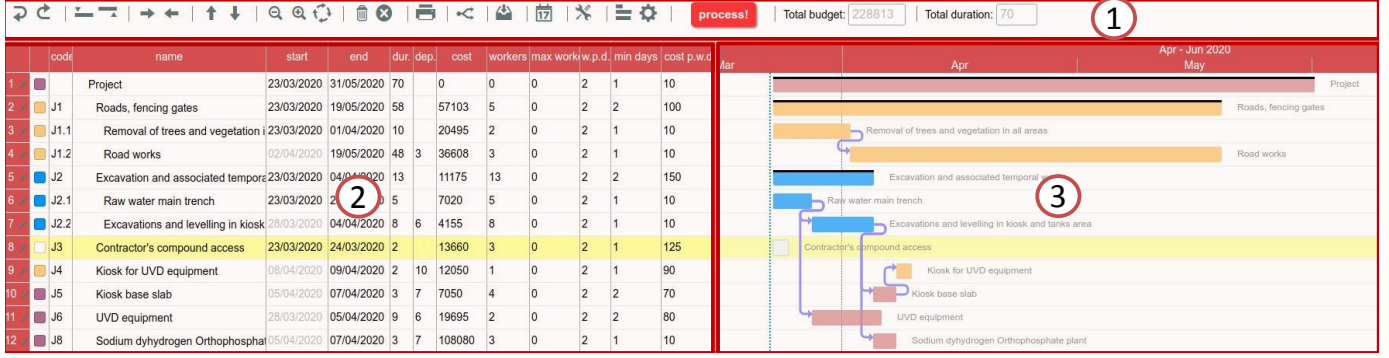 17 process! Total budget: 228813 Total duration: 70 1
code name start end dur. dep. cost workers max work w.p.d. min days cost p.w.d
Apr - Jun 2020
Mar Apr May
1 Project 23/03/2020 31/05/2020 70 0 0 0 2 1 10 Project
2 J1 Roads, fencing gates 23/03/2020 19/05/2020 58 57103 5 0 2 2 100 Roads, fencing gates
3 J1.1 Removal of trees and vegetation i 23/03/2020 01/04/2020 10 20495 2 0 2 1 10 Removal of trees and vegetation in all areas
4 J1.2 Road works 02/04/2020 19/05/2020 48 3 36608 3 0 2 1 10 Road works
5 J2 Excavation and associated tempora 23/03/2020 04/04/2020 13 11175 13 0 2 2 150 Excavation and associated temporal
6 J2.1 Raw water main trench 23/03/2020 2 5 7020 5 0 2 1 10 Raw water main trench
2 3
7 J2.2 Excavations and levelling in kiosk 28/03/2020 04/04/2020 8 6 4155 8 0 2 1 10 Excavations and levelling in kiosk and tanks area
8 J3 Contractor's compound access 23/03/2020 24/03/2020 2 13660 3 0 2 1 125 Contractor's compound access
9 J4 Kiosk for UVD equipment 08/04/2020 09/04/2020 2 10 12050 1 0 2 1 90 Kiosk for UVD equipment
10 J5 Kiosk base slab 05/04/2020 07/04/2020 3 7 7050 4 0 2 2 70 Kiosk base slab
11 J6 UVD equipment 28/03/2020 05/04/2020 9 6 19695 2 0 2 2 80 UVD equipment
12 J8 Sodium dyhydrogen Orthophosphat 05/04/2020 07/04/2020 3 7 108080 3 0 2 1 10 Sodium dyhydrogen Orthophosphate plant